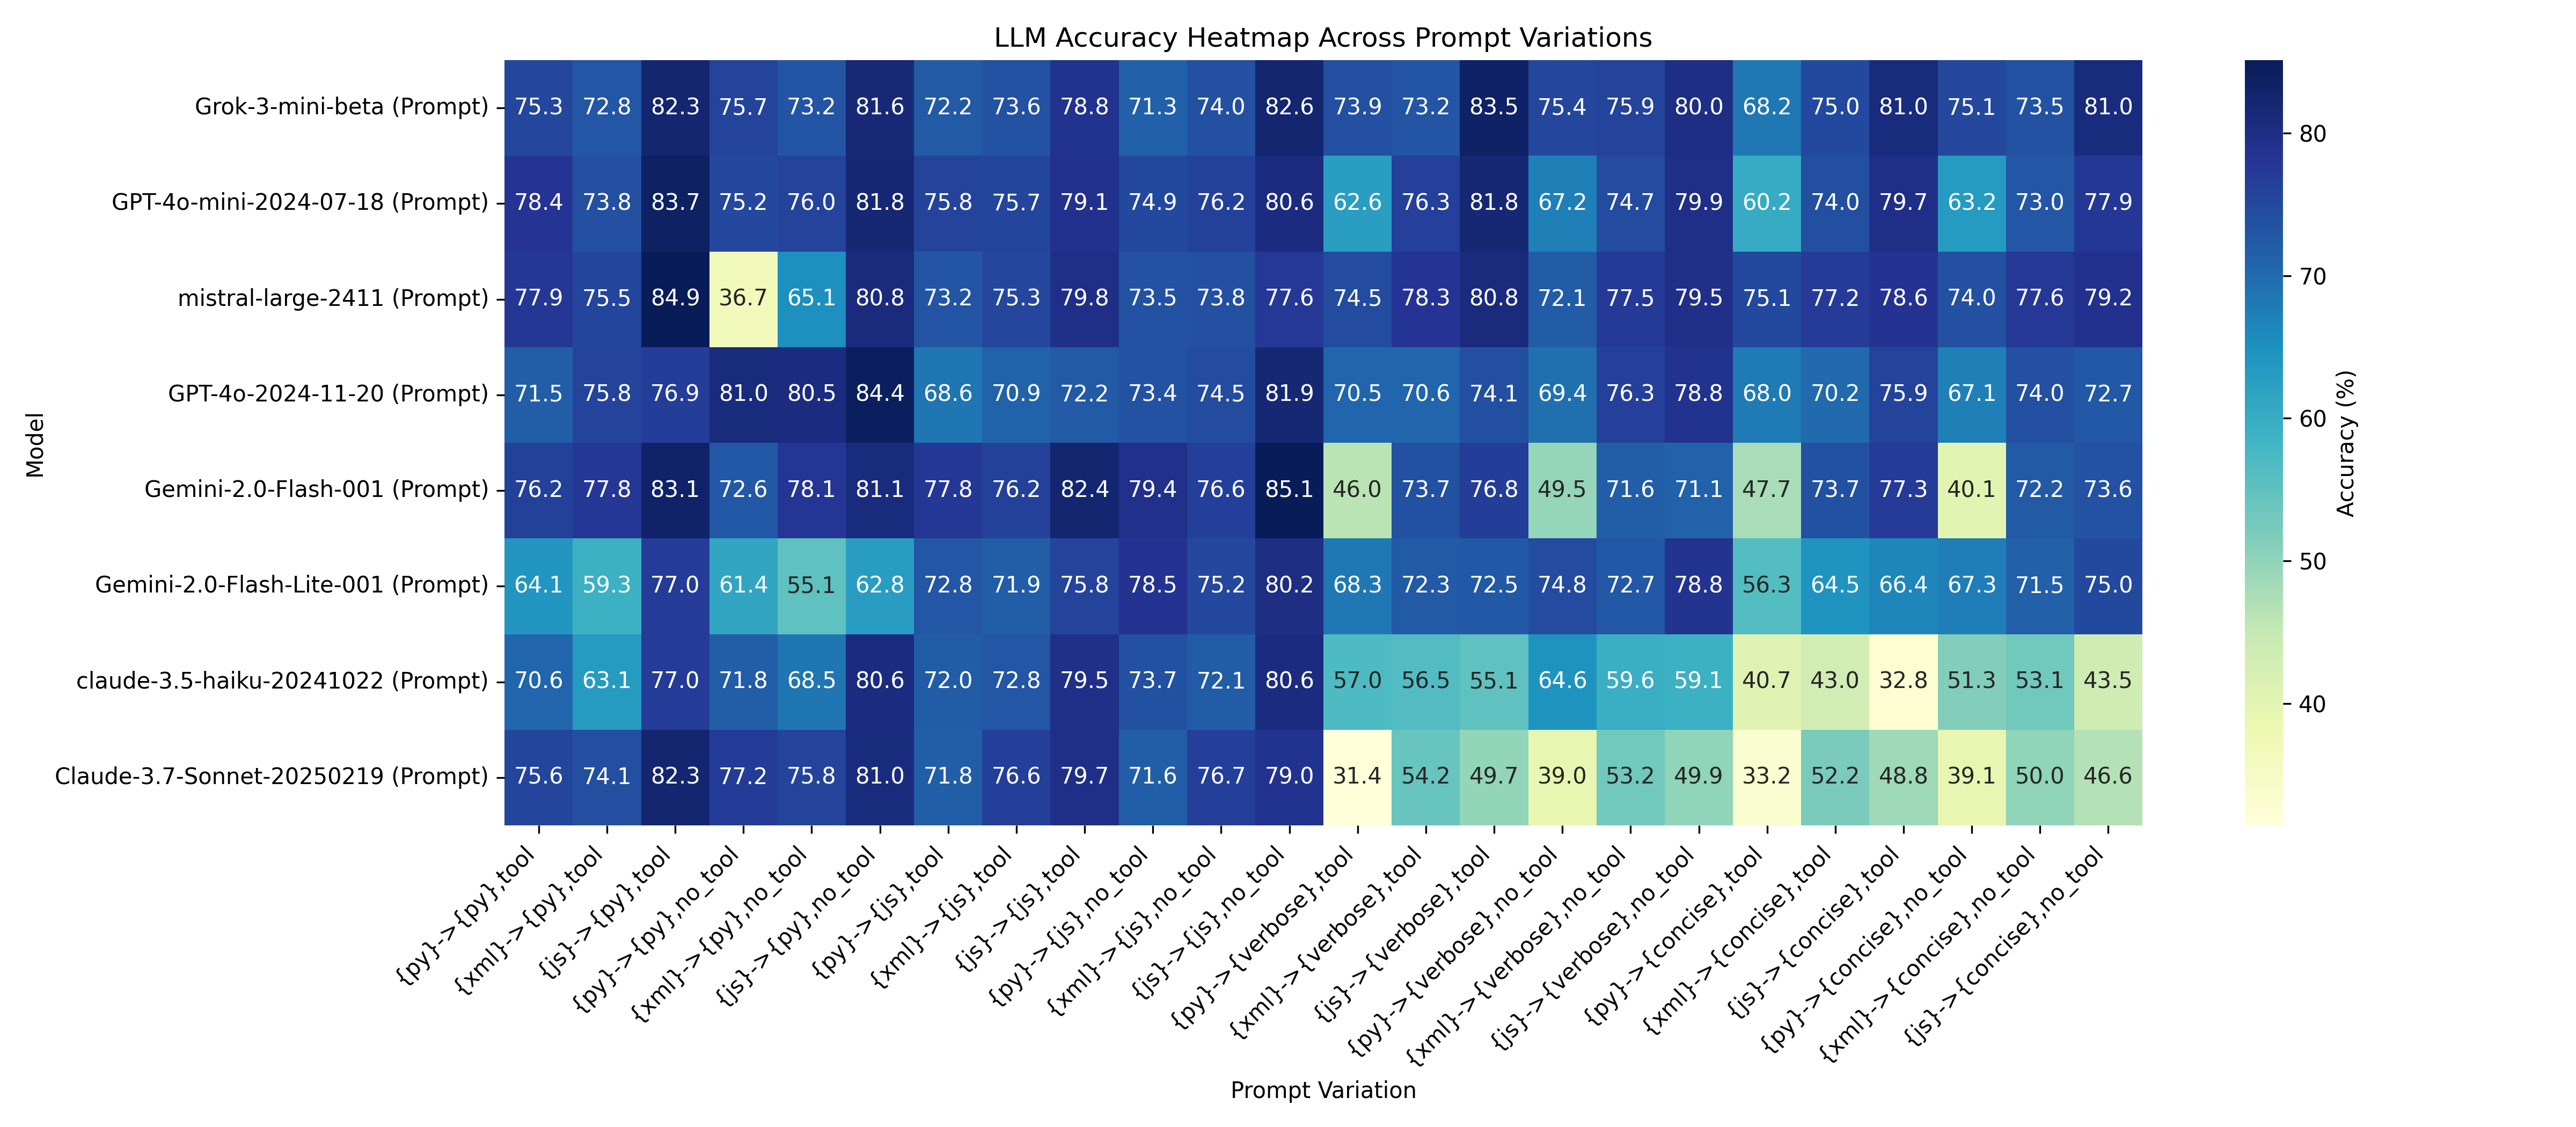 LLM Accuracy Heatmap Across Prompt Variations
Model
Grok-3-mini-beta (Prompt) 75.3 72.8 82.3 75.7 73.2 81.6 72.2 73.6 78.8 71.3 74.0 82.6 73.9 73.2 83.5 75.4 75.9 80.0 68.2 75.0 81.0 75.1 73.5 81.0
GPT-4o-mini-2024-07-18 (Prompt) 78.4 73.8 83.7 75.2 76.0 81.8 75.8 75.7 79.1 74.9 76.2 80.6 62.6 76.3 81.8 67.2 74.7 79.9 60.2 74.0 79.7 63.2 73.0 77.9
mistral-large-2411 (Prompt) 77.9 75.5 84.9 36.7 65.1 80.8 73.2 75.3 79.8 73.5 73.8 77.6 74.5 78.3 80.8 72.1 77.5 79.5 75.1 77.2 78.6 74.0 77.6 79.2
GPT-4o-2024-11-20 (Prompt) 71.5 75.8 76.9 81.0 80.5 84.4 68.6 70.9 72.2 73.4 74.5 81.9 70.5 70.6 74.1 69.4 76.3 78.8 68.0 70.2 75.9 67.1 74.0 72.7
Gemini-2.0-Flash-001 (Prompt) 76.2 77.8 83.1 72.6 78.1 81.1 77.8 76.2 82.4 79.4 76.6 85.1 46.0 73.7 76.8 49.5 71.6 71.1 47.7 73.7 77.3 40.1 72.2 73.6
Gemini-2.0-Flash-Lite-001 (Prompt) 64.1 59.3 77.0 61.4 55.1 62.8 72.8 71.9 75.8 78.5 75.2 80.2 68.3 72.3 72.5 74.8 72.7 78.8 56.3 64.5 66.4 67.3 71.5 75.0
claude-3.5-haiku-20241022 (Prompt) 70.6 63.1 77.0 71.8 68.5 80.6 72.0 72.8 79.5 73.7 72.1 80.6 57.0 56.5 55.1 64.6 59.6 59.1 40.7 43.0 32.8 51.3 53.1 43.5
Claude-3.7-Sonnet-20250219 (Prompt) 75.6 74.1 82.3 77.2 75.8 81.0 71.8 76.6 79.7 71.6 76.7 79.0 31.4 54.2 49.7 39.0 53.2 49.9 33.2 52.2 48.8 39.1 50.0 46.6
{py}->{py},tool
{xml}->{py},tool
{js}->{py},tool
{py}->{py},no_tool
{xml}->{py},no_tool
{js}->{py},no_tool
{py}->{js},tool
{xml}->{js},tool
{js}->{js},tool
{py}->{js},no_tool
{xml}->{js},no_tool
{js}->{js},no_tool
{py}->{verbose},tool
{xml}->{verbose},tool
{js}->{verbose},tool
{py}->{verbose},no_tool
{xml}->{verbose},no_tool
{js}->{verbose},no_tool
{py}->{concise},tool
{xml}->{concise},tool
{js}->{concise},tool
{py}->{concise},no_tool
{xml}->{concise},no_tool
{js}->{concise},no_tool
Prompt Variation
80
70
60
50
40
Accuracy (%)